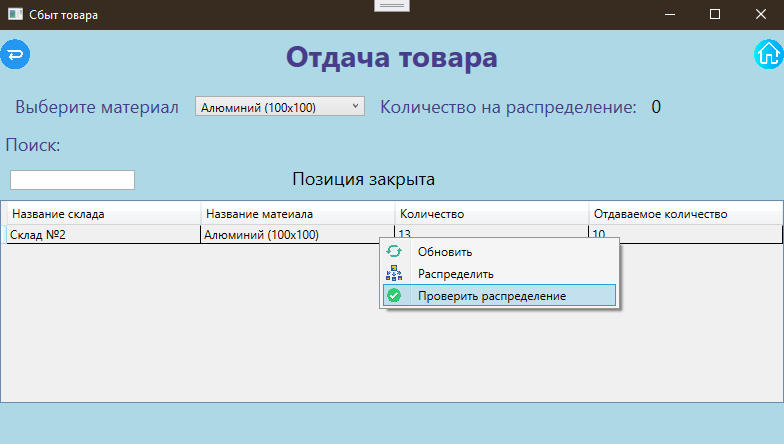 Сбыт товара
Отдача товара
Выберите материал Алюминий (100x100) Количество на распределение: 0
Поиск:
Позиция закрыта
Название склада Название матеиала Количество Отдаваемое количество
Склад №2 Алюминий (100x100) 13 10
Обновить
Распределить
Проверить распределение